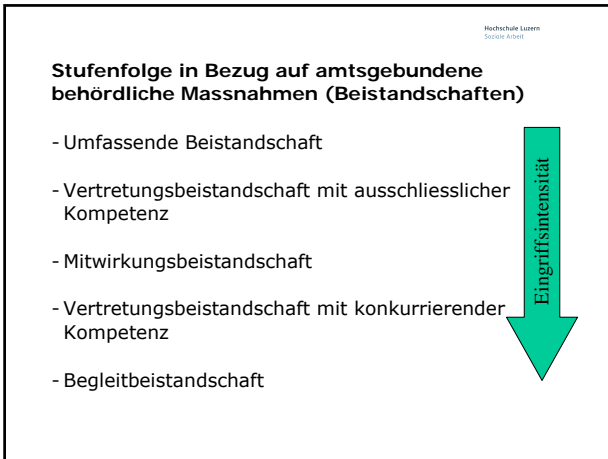 Hochschule Luzern
Soziale Arbeit
Stufenfolge in Bezug auf amtsgebundene
behördliche Massnahmen (Beistandschaften)
- Umfassende Beistandschaft
- Vertretungsbeistandschaft mit ausschliesslicher
Kompetenz
- Mitwirkungsbeistandschaft
- Vertretungsbeistandschaft mit konkurrierender
Kompetenz
- Begleitbeistandschaft
Eingriffsintensität